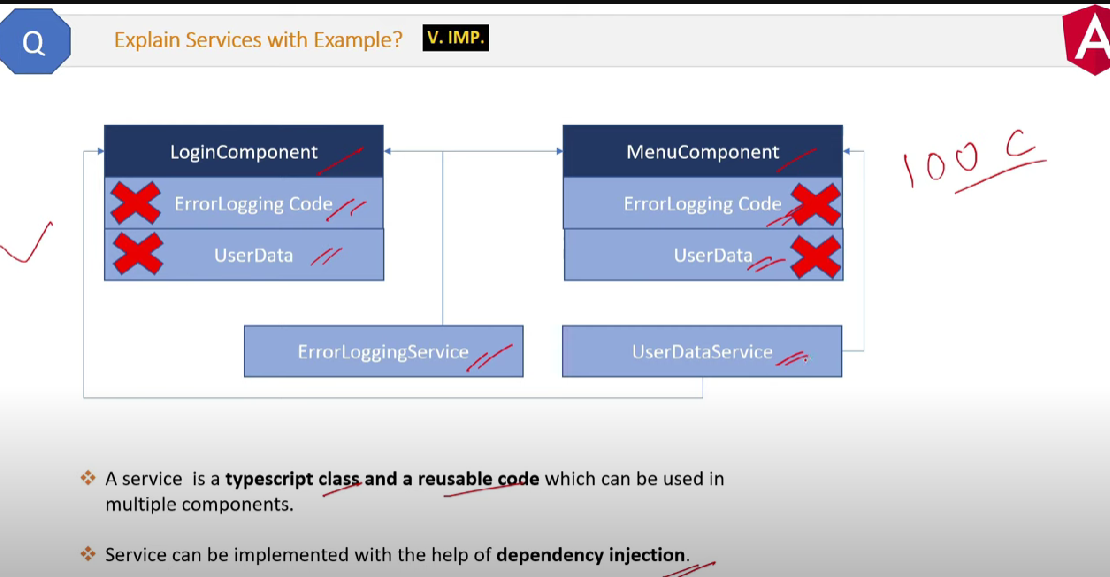 Q
Explain Services with Example?
V. IMP.
A
LoginComponent
MenuComponent
100 C
ErrorLogging Code
ErrorLogging Code
UserData
UserData
ErrorLoggingService
UserDataService
A service is a typescript class and a reusable code which can be used in
multiple components.
Service can be implemented with the help of dependency injection.